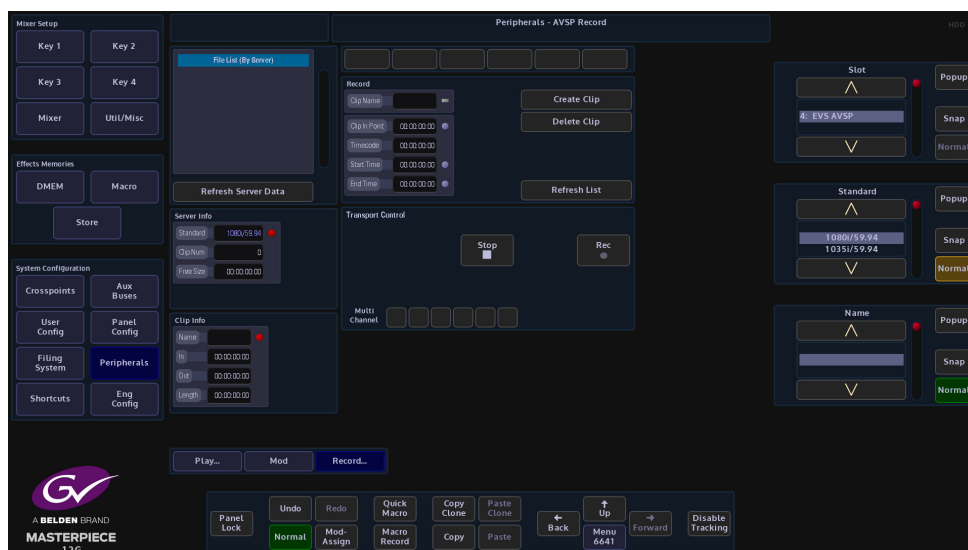 Mixer Setup
Key 1
Key 2
Key 3
Key 4
Mixer
Util/Misc
Effects Memories
DMEM
Macro
Store
System Configuration
Crosspoints
Aux
Buses
User
Config
Panel
Config
Filing
System
Peripherals
Shortcuts
Eng
Config
A BELDEN BRAND
MASTERPIECE
12G
Peripherals - AVSP Record
HDD
File List (By Server)
Refresh Server Data
Server Info
Standard 1080i/59.94
Clip Num 0
Free Size 00:00:00:00
Clip Info
Name
In 00:00:00:00
Out 00:00:00:00
Length 00:00:00:00
Record
Clip Name
Clip In Point 00:00:00:00
Timecode 00:00:00:00
Start Time 00:00:00:00
End Time 00:00:00:00
Create Clip
Delete Clip
Refresh List
Transport Control
Stop
Rec
Multi
Channel
Slot
4: EVS AVSP
Popup
Snap
Normal
Standard
1080i/59.94
1035i/59.94
Popup
Snap
Normal
Name
Popup
Snap
Normal
Play...
Mod
Record...
Panel
Lock
Undo
Redo
Normal
Mod-
Assign
Quick
Macro
Macro
Record
Copy
Clone
Paste
Clone
Copy
Paste
Back
Up
Menu
6641
Forward
Disable
Tracking